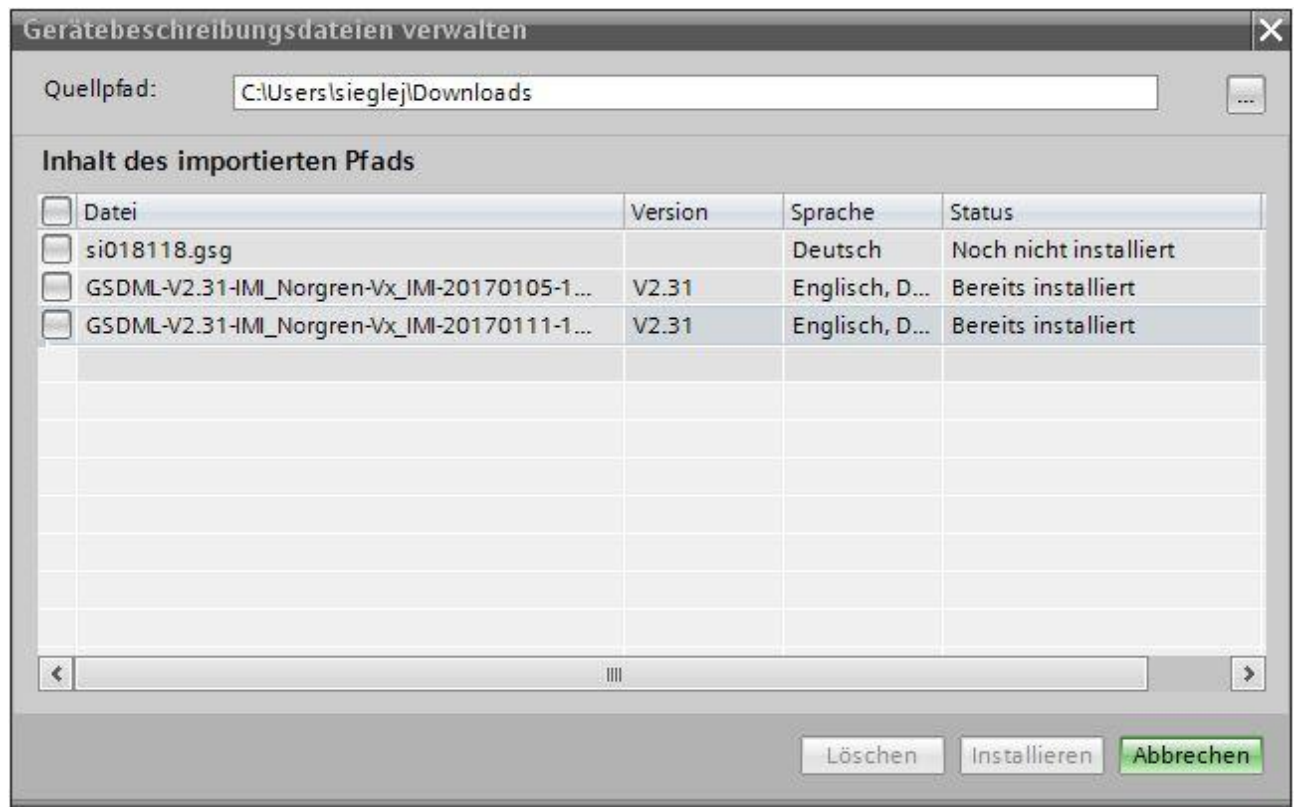 Gerätebeschreibungsdateien verwalten
Quellpfad: C:\Users\sieglej\Downloads ...
Inhalt des importierten Pfads
Datei Version Sprache Status
si018118.gsg Deutsch Noch nicht installiert
GSDML-V2.31-IMI_Norgren-Vx_IMI-20170105-1... V2.31 Englisch, D... Bereits installiert
GSDML-V2.31-IMI_Norgren-Vx_IMI-20170111-1... V2.31 Englisch, D... Bereits installiert
Löschen Installieren Abbrechen